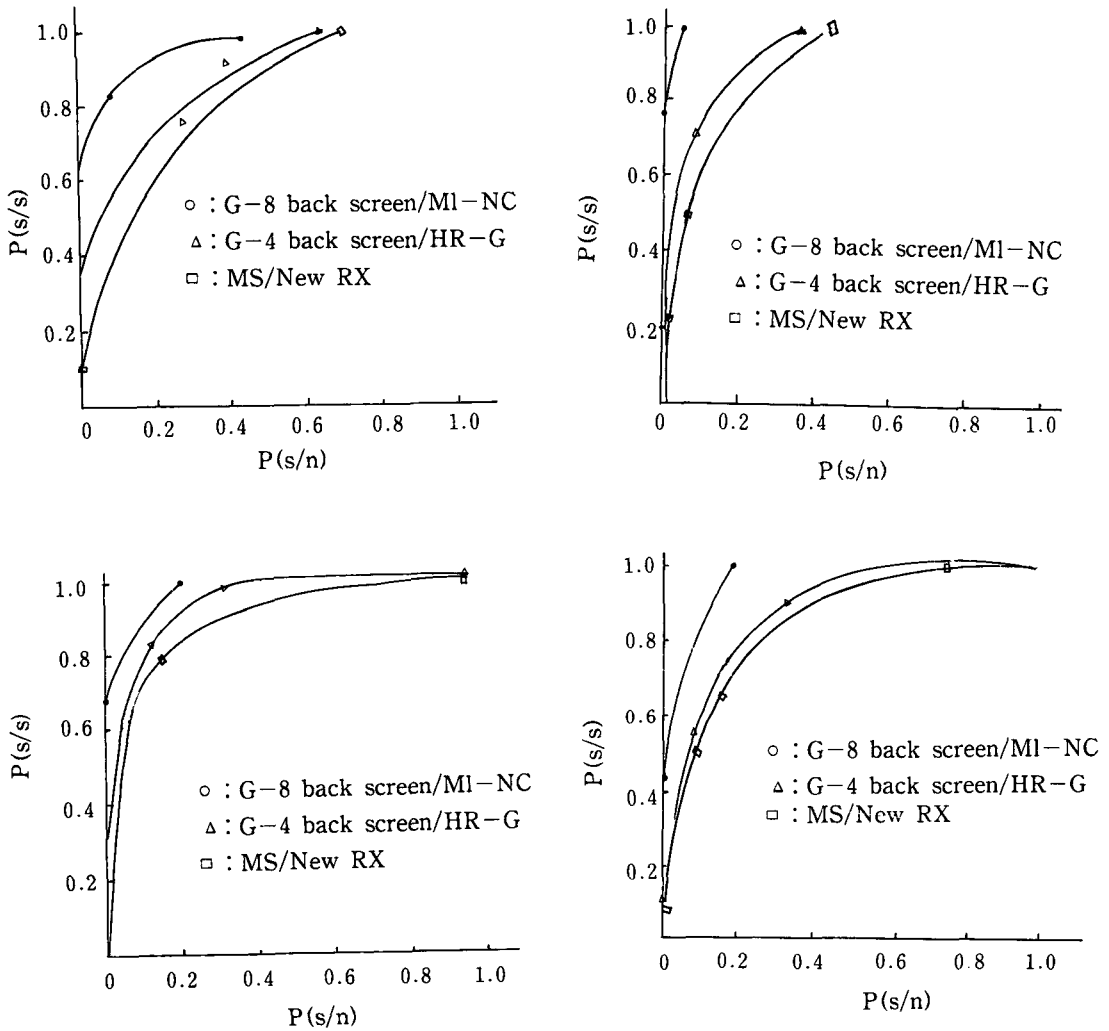 1.0
0.8
0.6
0.4
0.2
P(s/s)
○ : G-8 back screen/M1-NC
△ : G-4 back screen/HR-G
□ : MS/New RX
0 0.2 0.4 0.6 0.8 1.0
P(s/n)
1.0
0.8
0.6
0.4
0.2
P(s/s)
○ : G-8 back screen/M1-NC
△ : G-4 back screen/HR-G
□ : MS/New RX
0 0.2 0.4 0.6 0.8 1.0
P(s/n)
1.0
0.8
0.6
0.4
0.2
P(s/s)
○ : G-8 back screen/M1-NC
△ : G-4 back screen/HR-G
□ : MS/New RX
0 0.2 0.4 0.6 0.8 1.0
P(s/n)
1.0
0.8
0.6
0.4
0.2
P(s/s)
○ : G-8 back screen/M1-NC
△ : G-4 back screen/HR-G
□ : MS/New RX
0 0.2 0.4 0.6 0.8 1.0
P(s/n)